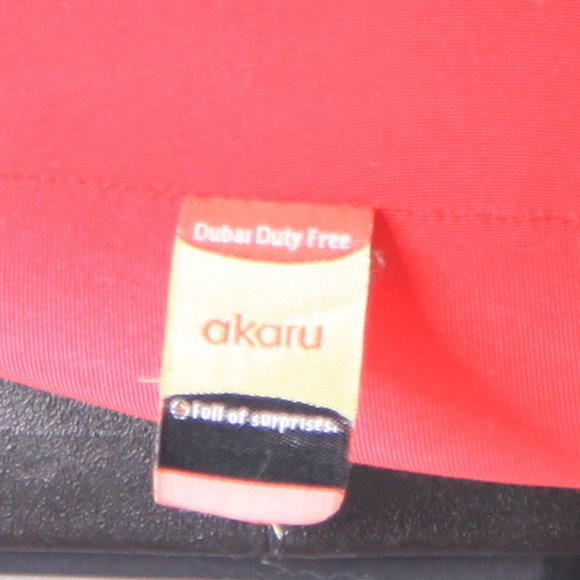 Dubai Duty Free
akaru
Full of surprises.